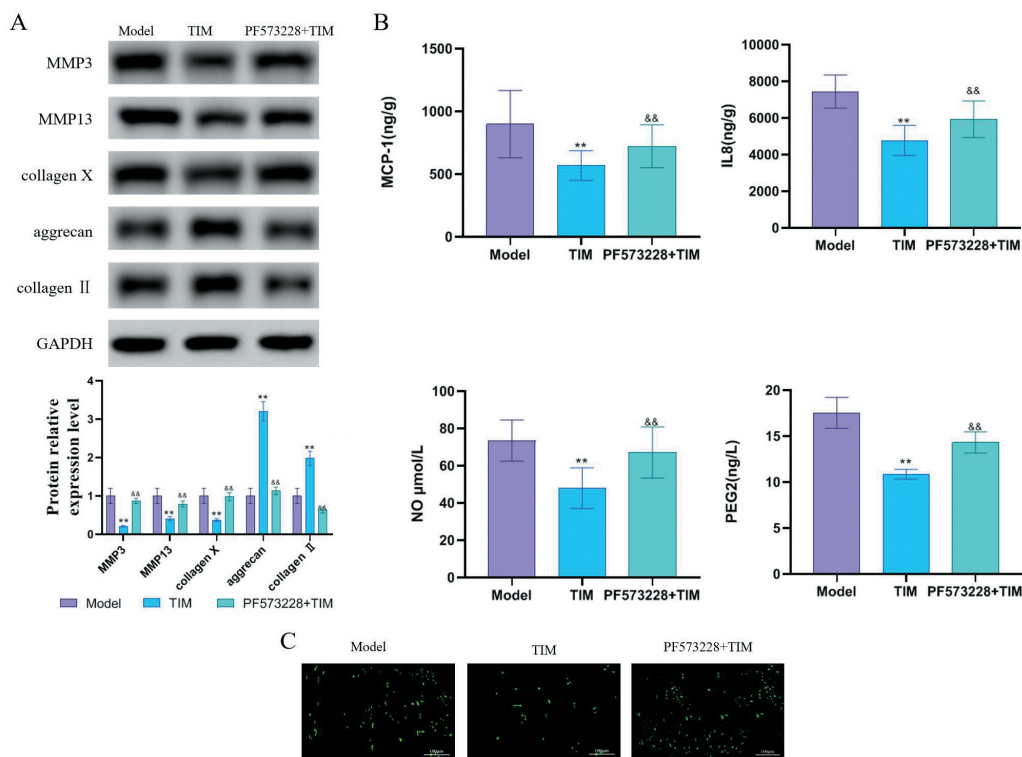 A
Model TIM PF573228+TIM
MMP3
MMP13
collagen X
aggrecan
collagen Ⅱ
GAPDH
Protein relative
expression level
4
3
2
1
0
** && ** && ** && ** && ** &&
MMP3 MMP13 collagen X aggrecan collagen Ⅱ
Model TIM PF573228+TIM
B
MCP-1(ng/g)
1500
1000
500
0
** &&
Model TIM PF573228+TIM
IL8(ng/g)
10000
8000
6000
4000
2000
0
** &&
Model TIM PF573228+TIM
NO μmol/L
100
80
60
40
20
0
** &&
Model TIM PF573228+TIM
PEG2(ng/L)
20
15
10
5
0
** &&
Model TIM PF573228+TIM
C
Model TIM PF573228+TIM
100μm 100μm 100μm